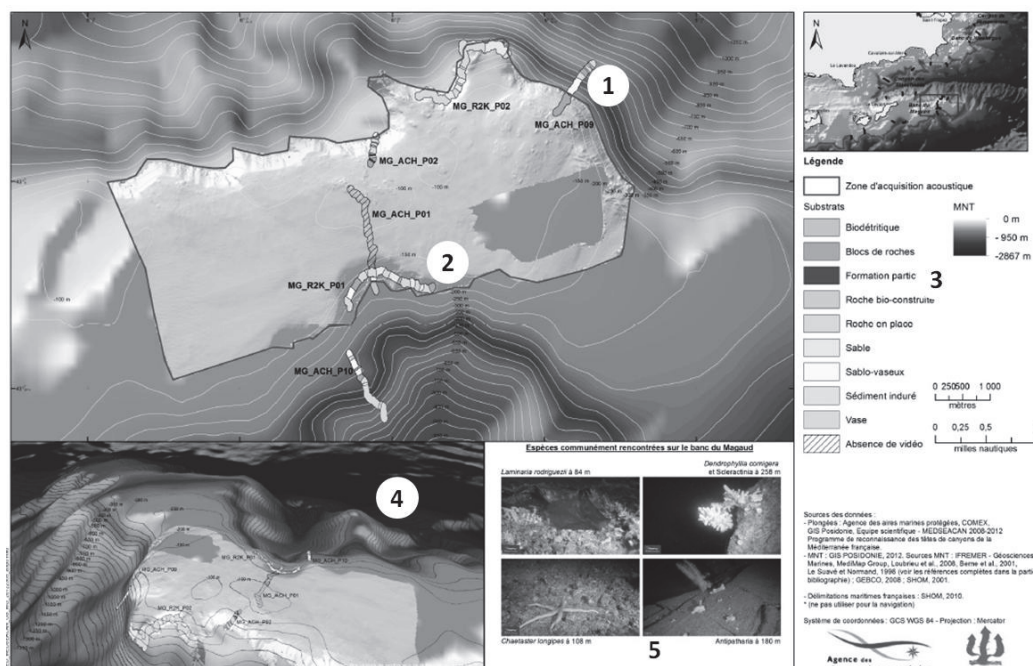 N
1
MG_R2K_P02
MG_ACH_P09
MG_ACH_P02
MG_ACH_P01
2
MG_R2K_P01
MG_ACH_P10
N
Légende
Zone d'acquisition acoustique
Substrats
MNT
Biodétritique
0 m
Blocs de roches
- 950 m
Formation partic
-2867 m
3
Roche bio-construite
Roche en place
Sable
Sablo-vaseux
Sédiment induré
Vase
Absence de vidéo
0 250500 1 000
mètres
0 0,25 0,5
milles nautiques
4
MG_R2K_P01
MG_ACH_P10
MG_ACH_P09
MG_ACH_P01
MG_R2K_P02
MG_ACH_P02
Espèces communément rencontrées sur le banc du Magaud
Laminaria rodriguezii à 84 m
Dendrophyllia cornigera
et Scleractinia à 258 m
Chaetaster longipes à 108 m
Antipatharia à 180 m
5
Sources des données :
- Plongées : Agence des aires marines protégées, COMEX,
GIS Posidonie, Equipe scientifique - MEDSEACAN 2008-2012
Programme de reconnaissance des têtes de canyons de la
Méditerranée française.
- MNT : GIS POSIDONIE, 2012, Sources MNT : IFREMER - Géosciences
Marines, MediMap Group, Loubrieu et al., 2006, Berne et al., 2001,
Le Suavé et Normand, 1998 (voir les références complètes dans la partie
bibliographie) ; GEBCO, 2008 ; SHOM, 2001.
- Délimitations maritimes françaises : SHOM, 2010.
* (ne pas utiliser pour la navigation)
Système de coordonnées : GCS WGS 84 - Projection : Mercator
Agence des